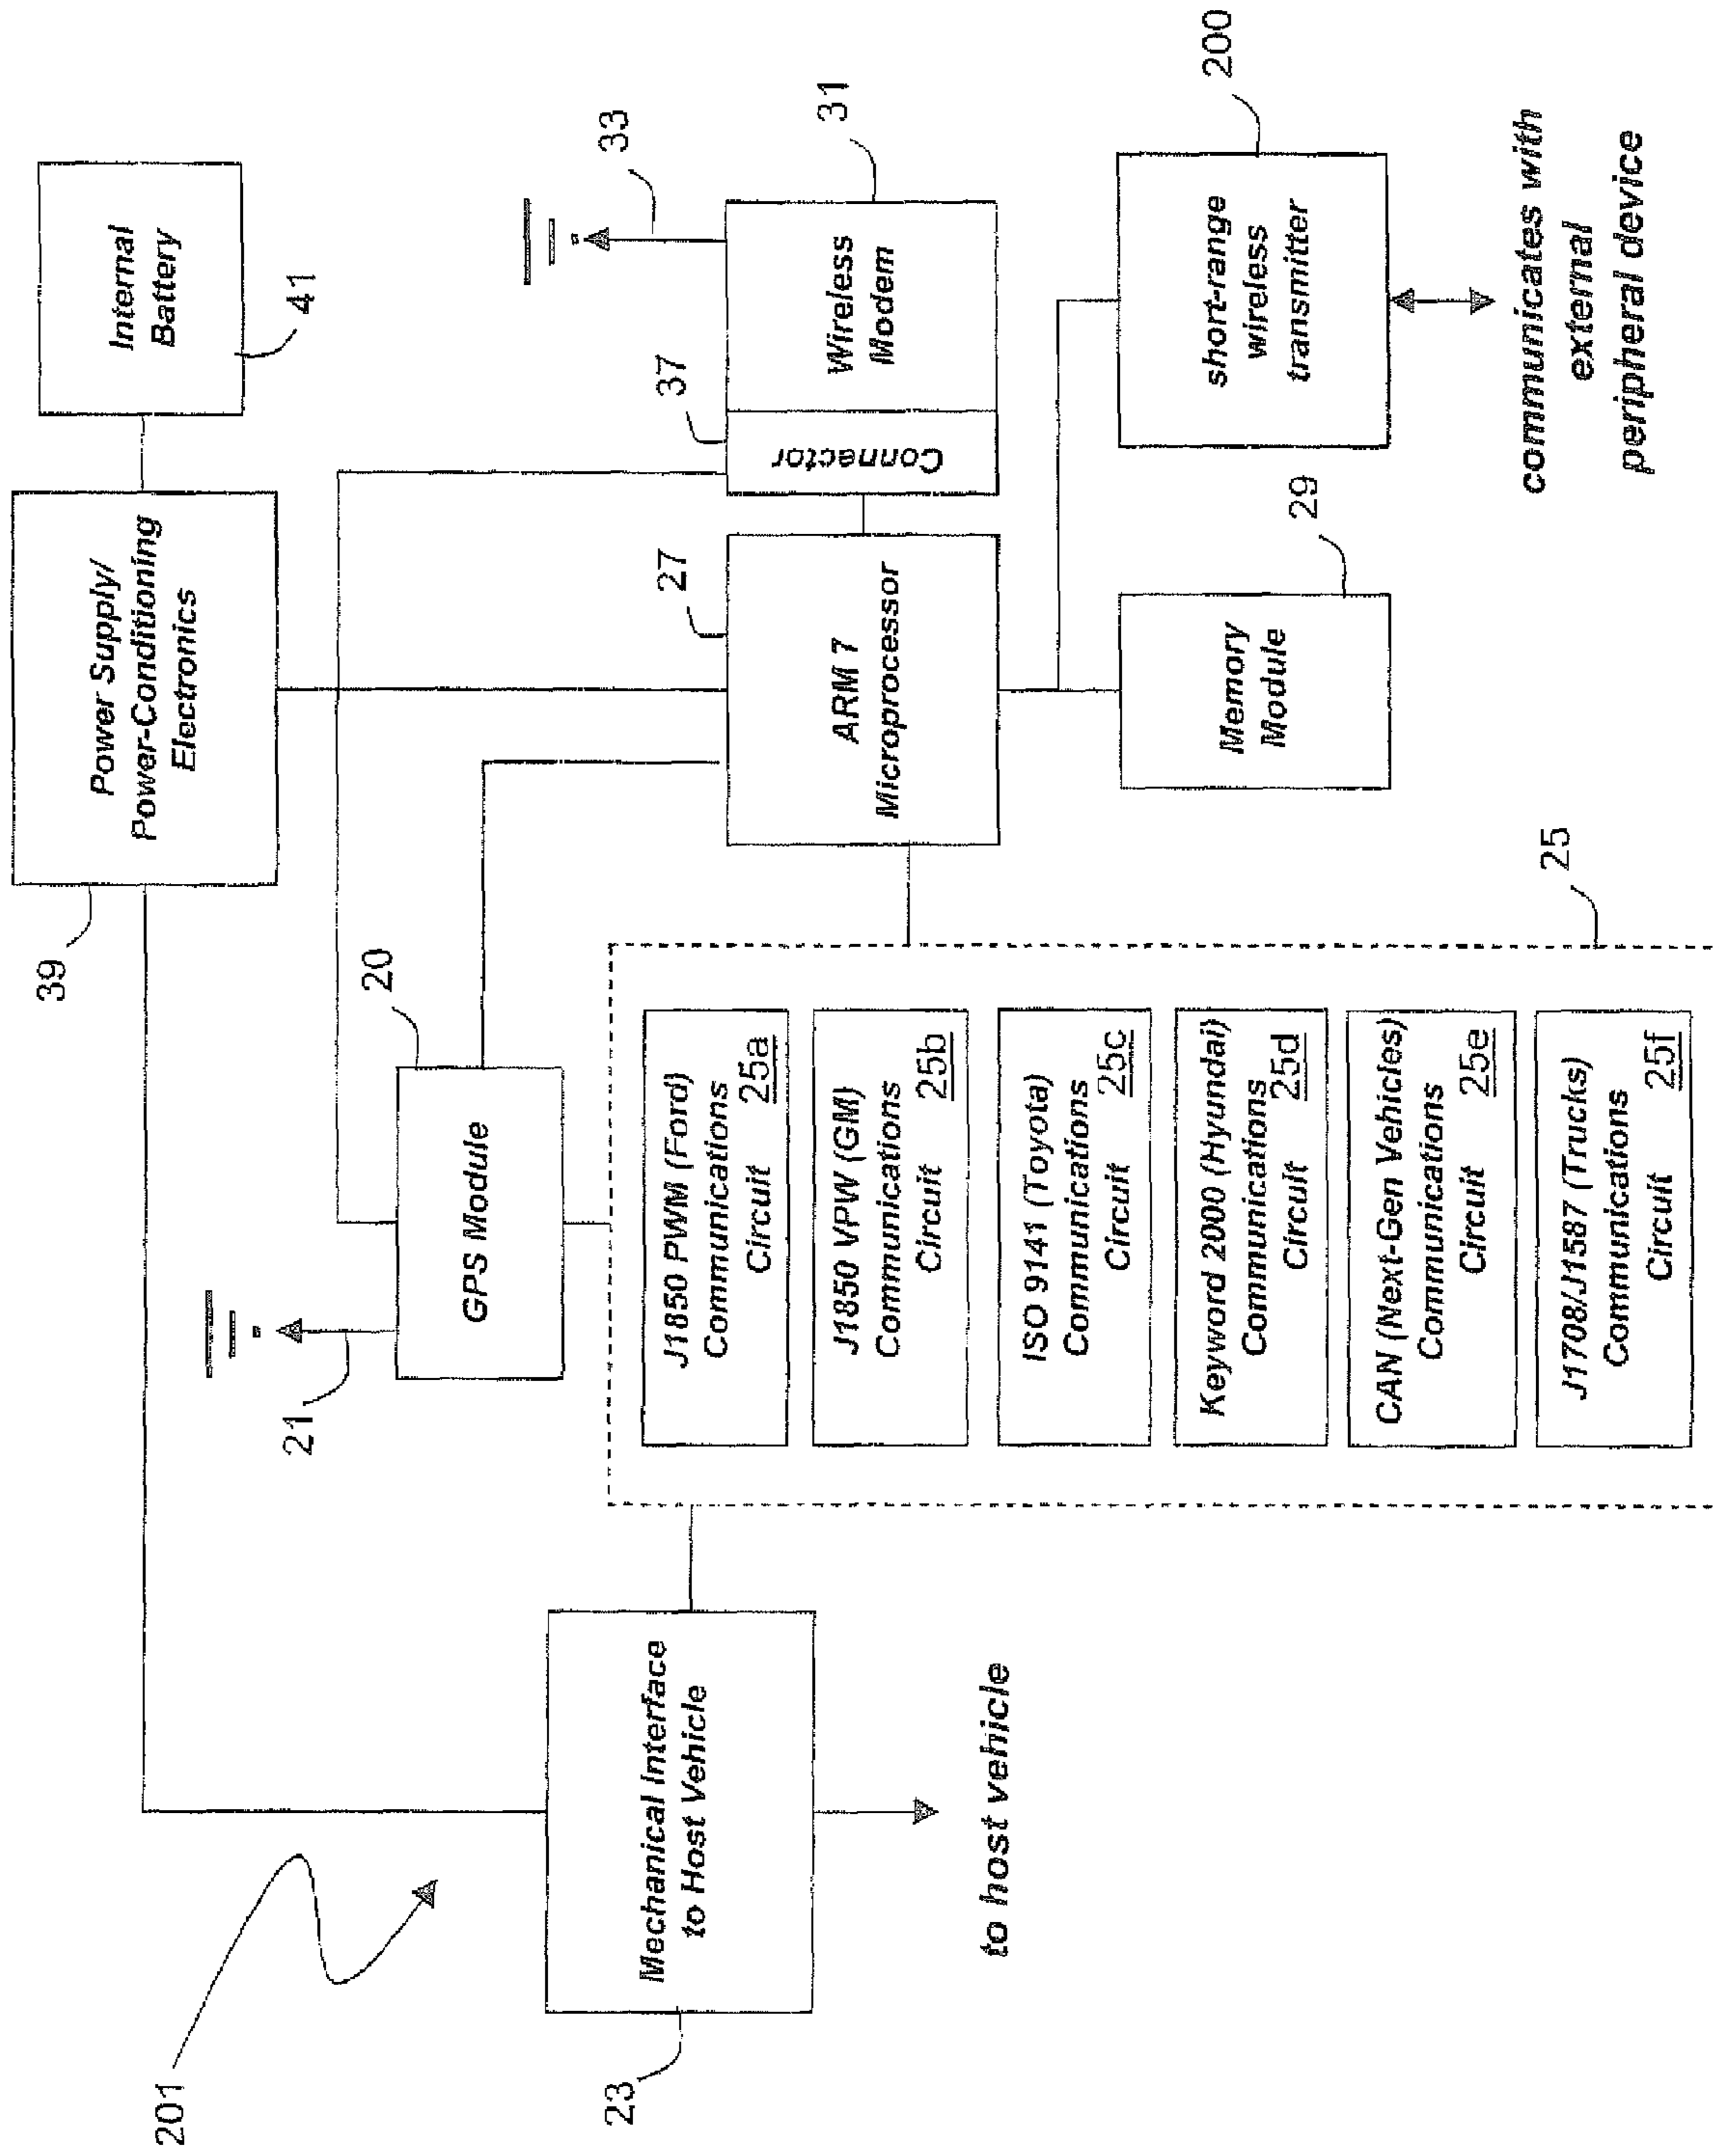 201
39
Power Supply/
Power-Conditioning
Electronics
Internal
Battery
41
21
20
GPS Module
33
37
Connector
Wireless
Modem
31
27
ARM 7
Microprocessor
23
Mechanical Interface
to Host Vehicle
to host vehicle
25
J1850 PWM (Ford)
Communications
Circuit 25a
J1850 VPW (GM)
Communications
Circuit 25b
ISO 9141 (Toyota)
Communications
Circuit 25c
Keyword 2000 (Hyundai)
Communications
Circuit 25d
CAN (Next-Gen Vehicles)
Communications
Circuit 25e
J1708/J1587 (Trucks)
Communications
Circuit 25f
29
Memory
Module
200
short-range
wireless
transmitter
communicates with
external
peripheral device